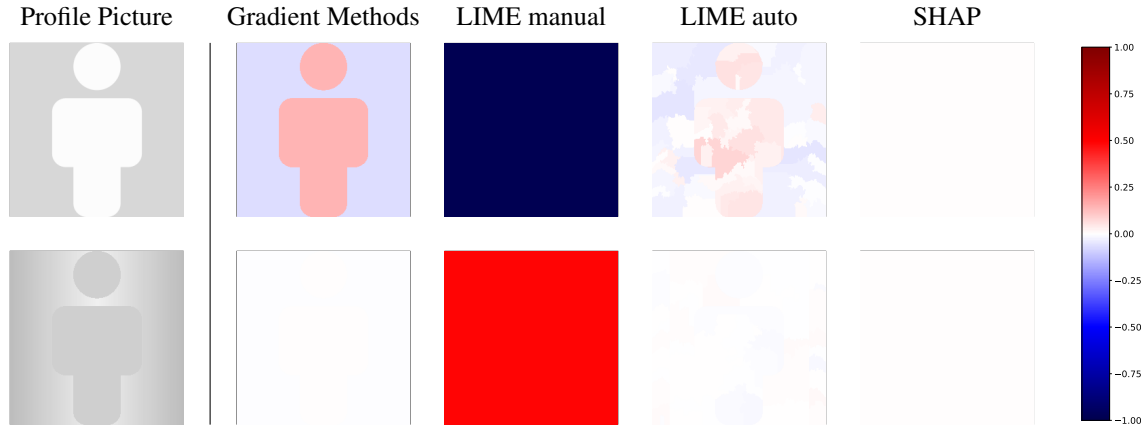 Profile Picture
Gradient Methods
LIME manual
LIME auto
SHAP
1.00
0.75
0.50
0.25
0.00
−0.25
−0.50
−0.75
−1.00